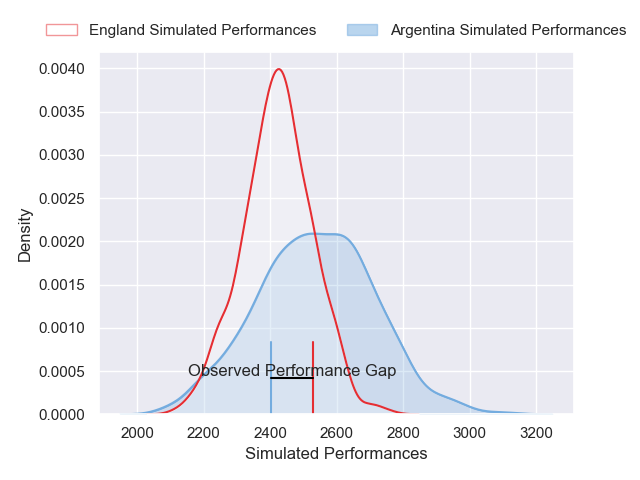 England Simulated Performances Argentina Simulated Performances
0.0040
0.0035
0.0030
0.0025
0.0020
0.0015
0.0010
0.0005
0.0000
Density
Observed Performance Gap
2000 2200 2400 2600 2800 3000 3200
Simulated Performances